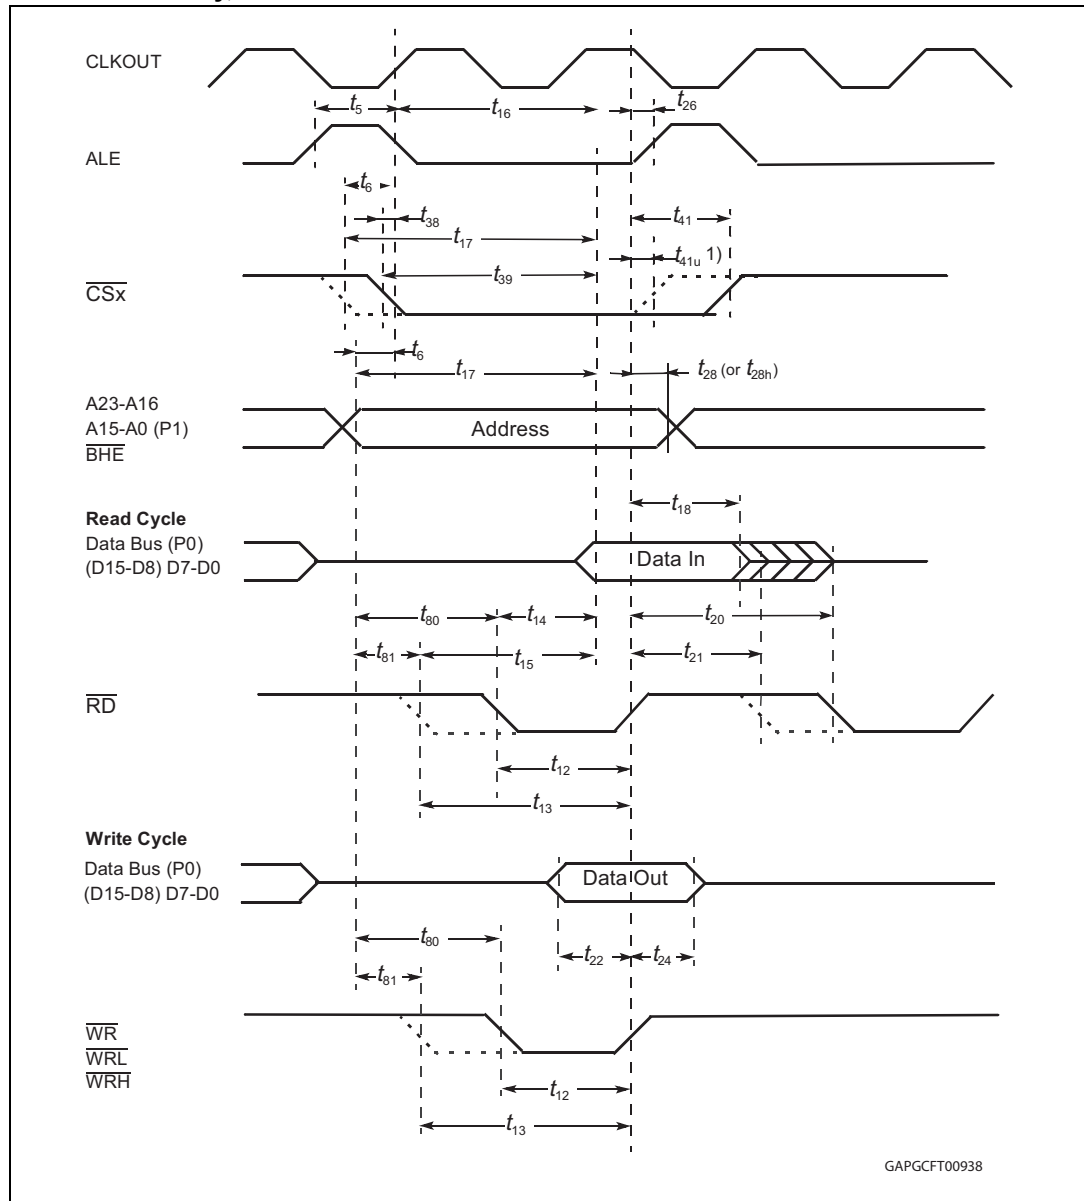 CLKOUT
t5
t16
t26
ALE
t6
t38
t41
t17
t41u 1)
t39
CSx
t6
t17
t28 (or t28h)
A23-A16
A15-A0 (P1)
Address
BHE
t18
Read Cycle
Data Bus (P0)
Data In
(D15-D8) D7-D0
t80
t14
t20
t81
t15
t21
RD
t12
t13
Write Cycle
Data Bus (P0)
Data Out
(D15-D8) D7-D0
t80
t22
t24
t81
WR
WRL
WRH
t12
t13
GAPGCFT00938